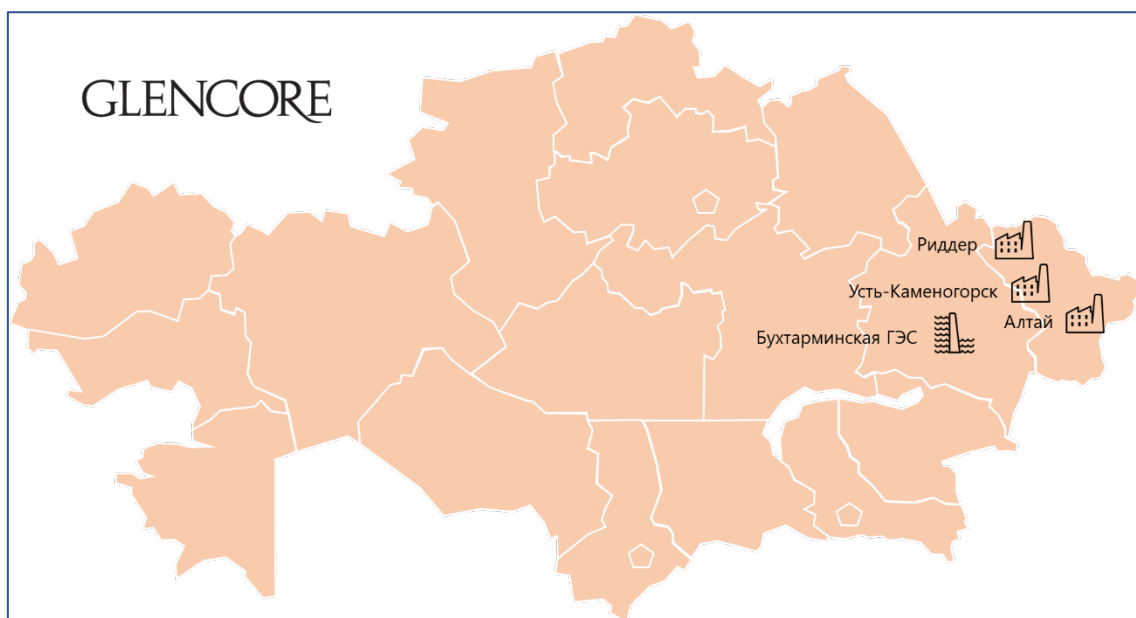 GLENCORE
Риддер
Усть-Каменогорск
Алтай
Бухтарминская ГЭС